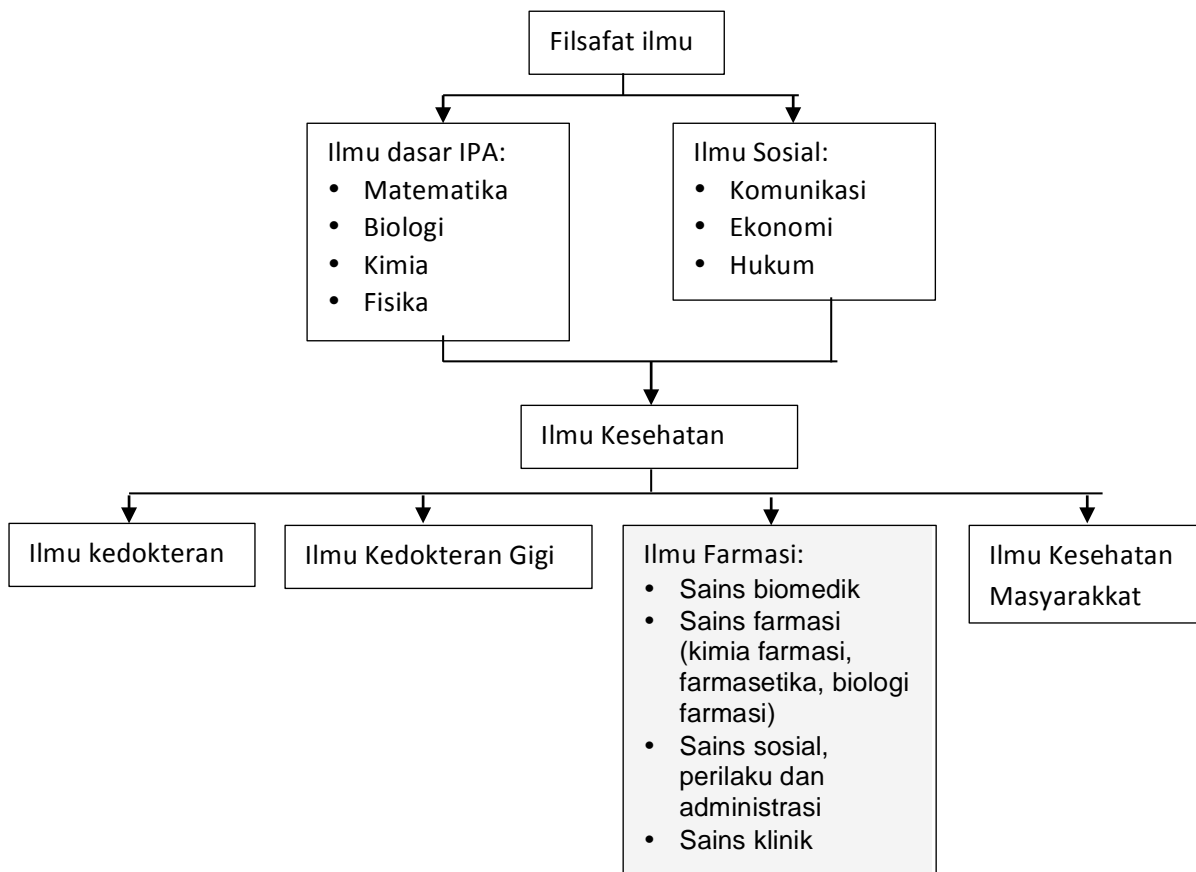 Filsafat ilmu
Ilmu dasar IPA:
• Matematika
• Biologi
• Kimia
• Fisika
Ilmu Sosial:
• Komunikasi
• Ekonomi
• Hukum
Ilmu Kesehatan
Ilmu kedokteran
Ilmu Kedokteran Gigi
Ilmu Farmasi:
• Sains biomedik
• Sains farmasi
(kimia farmasi,
farmasetika, biologi
farmasi)
• Sains sosial,
perilaku dan
administrasi
• Sains klinik
Ilmu Kesehatan
Masyarakkat